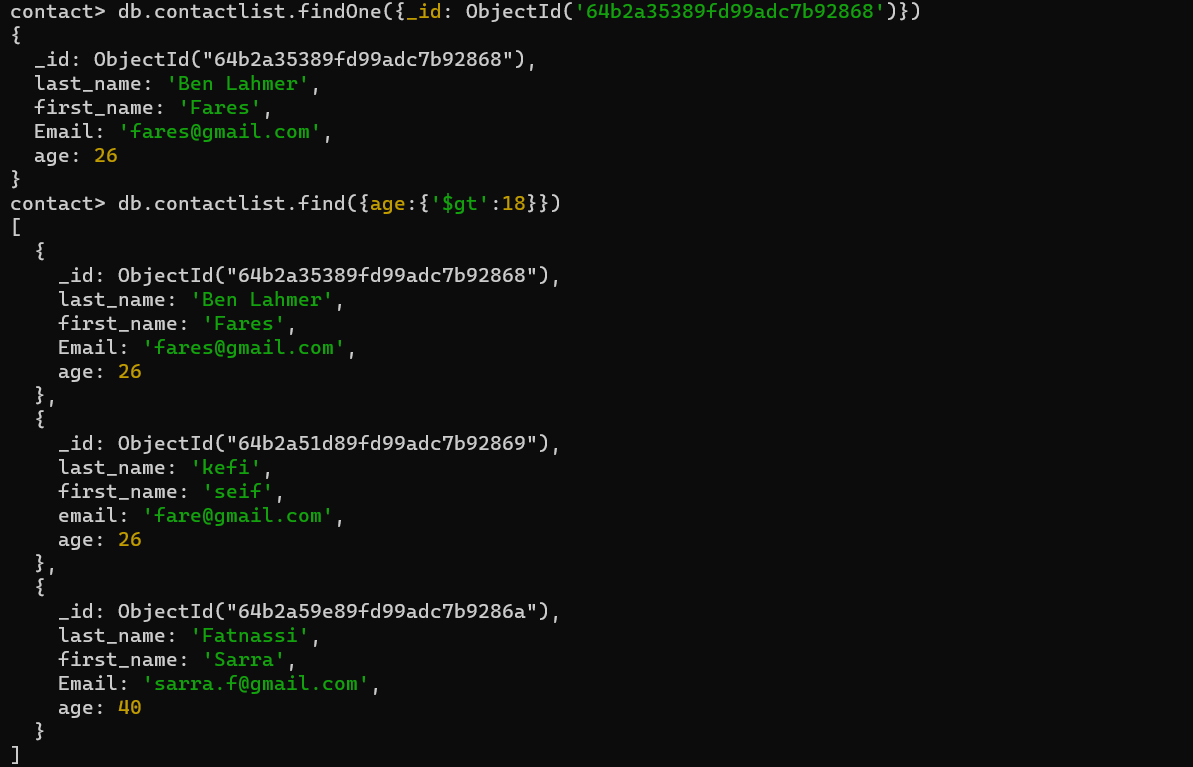 contact> db.contactlist.findOne({_id: ObjectId('64b2a35389fd99adc7b92868')})
{
  _id: ObjectId("64b2a35389fd99adc7b92868"),
  last_name: 'Ben Lahmer',
  first_name: 'Fares',
  Email: 'fares@gmail.com',
  age: 26
}
contact> db.contactlist.find({age:{'$gt':18}})
[
  {
    _id: ObjectId("64b2a35389fd99adc7b92868"),
    last_name: 'Ben Lahmer',
    first_name: 'Fares',
    Email: 'fares@gmail.com',
    age: 26
  },
  {
    _id: ObjectId("64b2a51d89fd99adc7b92869"),
    last_name: 'kefi',
    first_name: 'seif',
    email: 'fare@gmail.com',
    age: 26
  },
  {
    _id: ObjectId("64b2a59e89fd99adc7b9286a"),
    last_name: 'Fatnassi',
    first_name: 'Sarra',
    Email: 'sarra.f@gmail.com',
    age: 40
  }
]